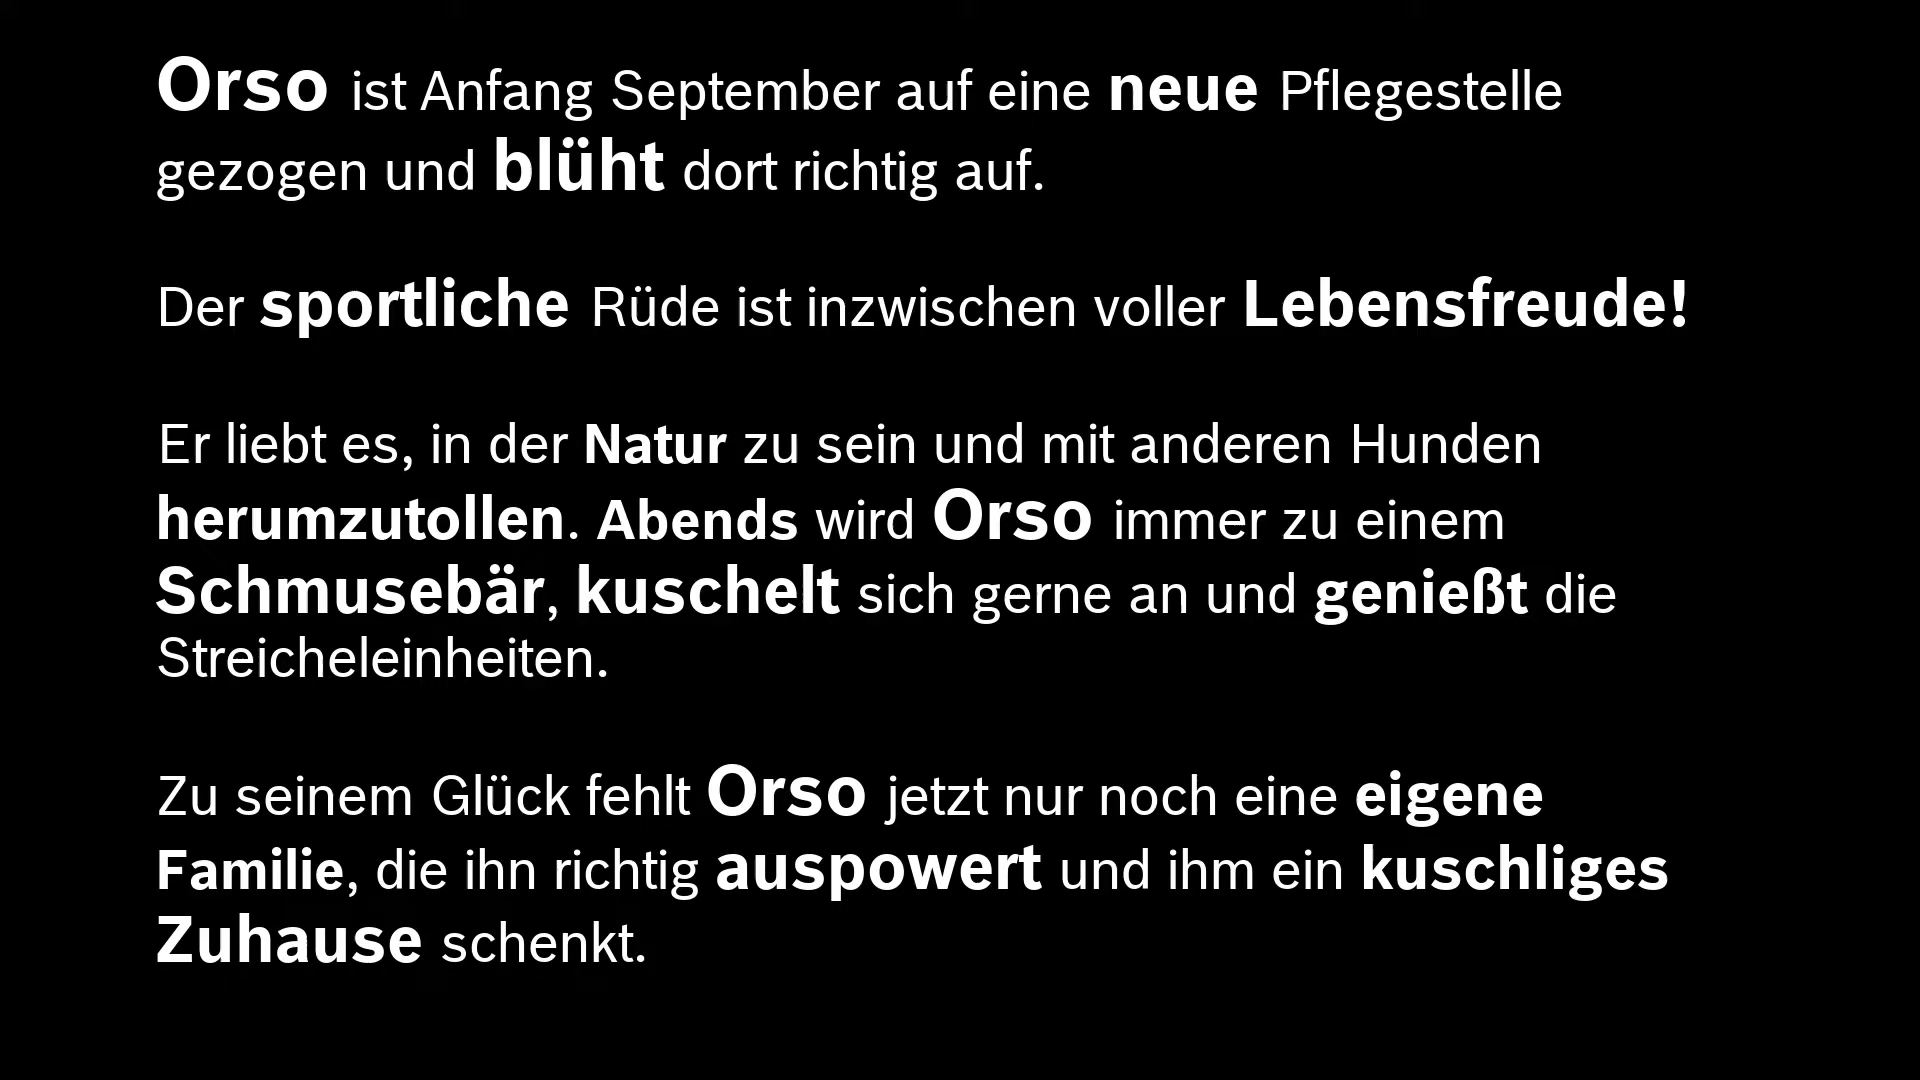 Orso ist Anfang September auf eine neue Pflegestelle
gezogen und blüht dort richtig auf.
Der sportliche Rüde ist inzwischen voller Lebensfreude!
Er liebt es, in der Natur zu sein und mit anderen Hunden
herumzutollen. Abends wird Orso immer zu einem
Schmusebär, kuschelt sich gerne an und genießt die
Streicheleinheiten.
Zu seinem Glück fehlt Orso jetzt nur noch eine eigene
Familie, die ihn richtig auspowert und ihm ein kuschliges
Zuhause schenkt.